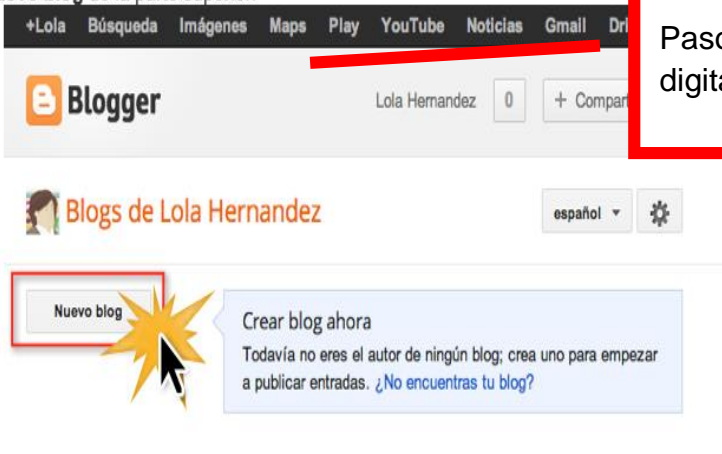 +Lola Búsqueda Imágenes Maps Play YouTube Noticias Gmail
Blogger
Lola Hernandez 0 + Compart
Blogs de Lola Hernandez
español
Nuevo blog
Crear blog ahora
Todavía no eres el autor de ningún blog; crea uno para empezar
a publicar entradas. ¿No encuentras tu blog?